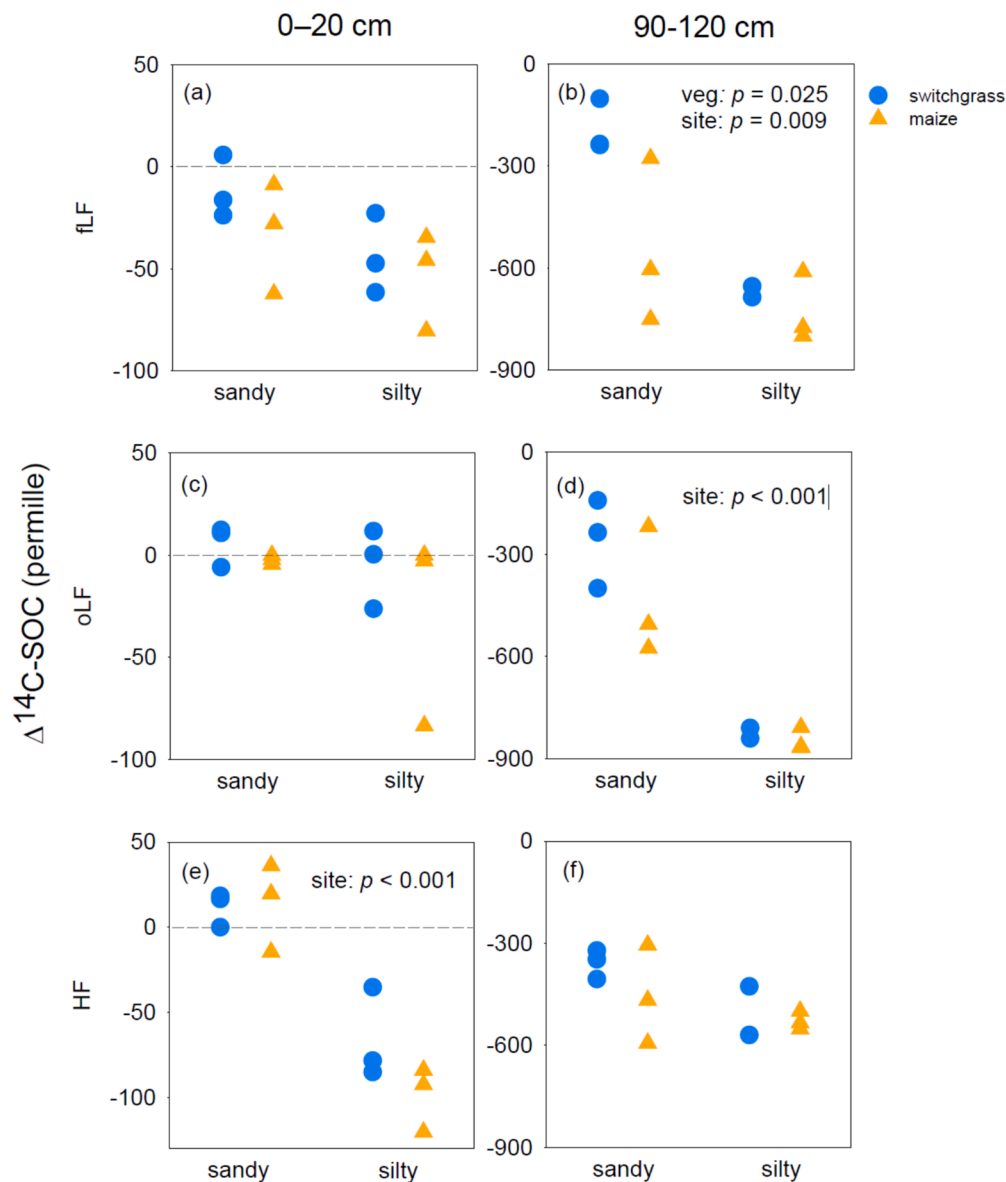 0–20 cm
90-120 cm
50
0
-50
-100
(a)
fLF
sandy
silty
0
-300
-600
-900
(b)
veg: p = 0.025
site: p = 0.009
sandy
silty
switchgrass
maize
Δ14C-SOC (permille)
50
0
-50
-100
(c)
oLF
sandy
silty
0
-300
-600
-900
(d)
site: p < 0.001
sandy
silty
50
0
-50
-100
(e)
site: p < 0.001
HF
sandy
silty
0
-300
-600
-900
(f)
sandy
silty